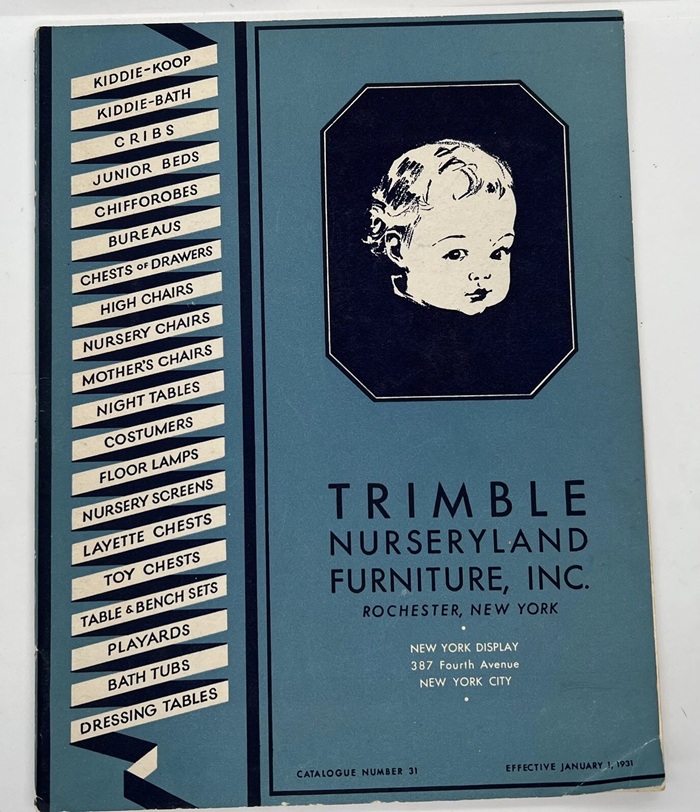 KIDDIE-KOOP
KIDDIE-BATH
CRIBS
JUNIOR BEDS
CHIFFOROBES
BUREAUS
CHESTS OF DRAWERS
HIGH CHAIRS
NURSERY CHAIRS
MOTHER'S CHAIRS
NIGHT TABLES
COSTUMERS
FLOOR LAMPS
NURSERY SCREENS
LAYETTE CHESTS
TOY CHESTS
TABLE & BENCH SETS
PLAYARDS
BATH TUBS
DRESSING TABLES
TRIMBLE
NURSERYLAND
FURNITURE, INC.
ROCHESTER, NEW YORK
NEW YORK DISPLAY
387 Fourth Avenue
NEW YORK CITY
CATALOGUE NUMBER 31
EFFECTIVE JANUARY 1, 1931